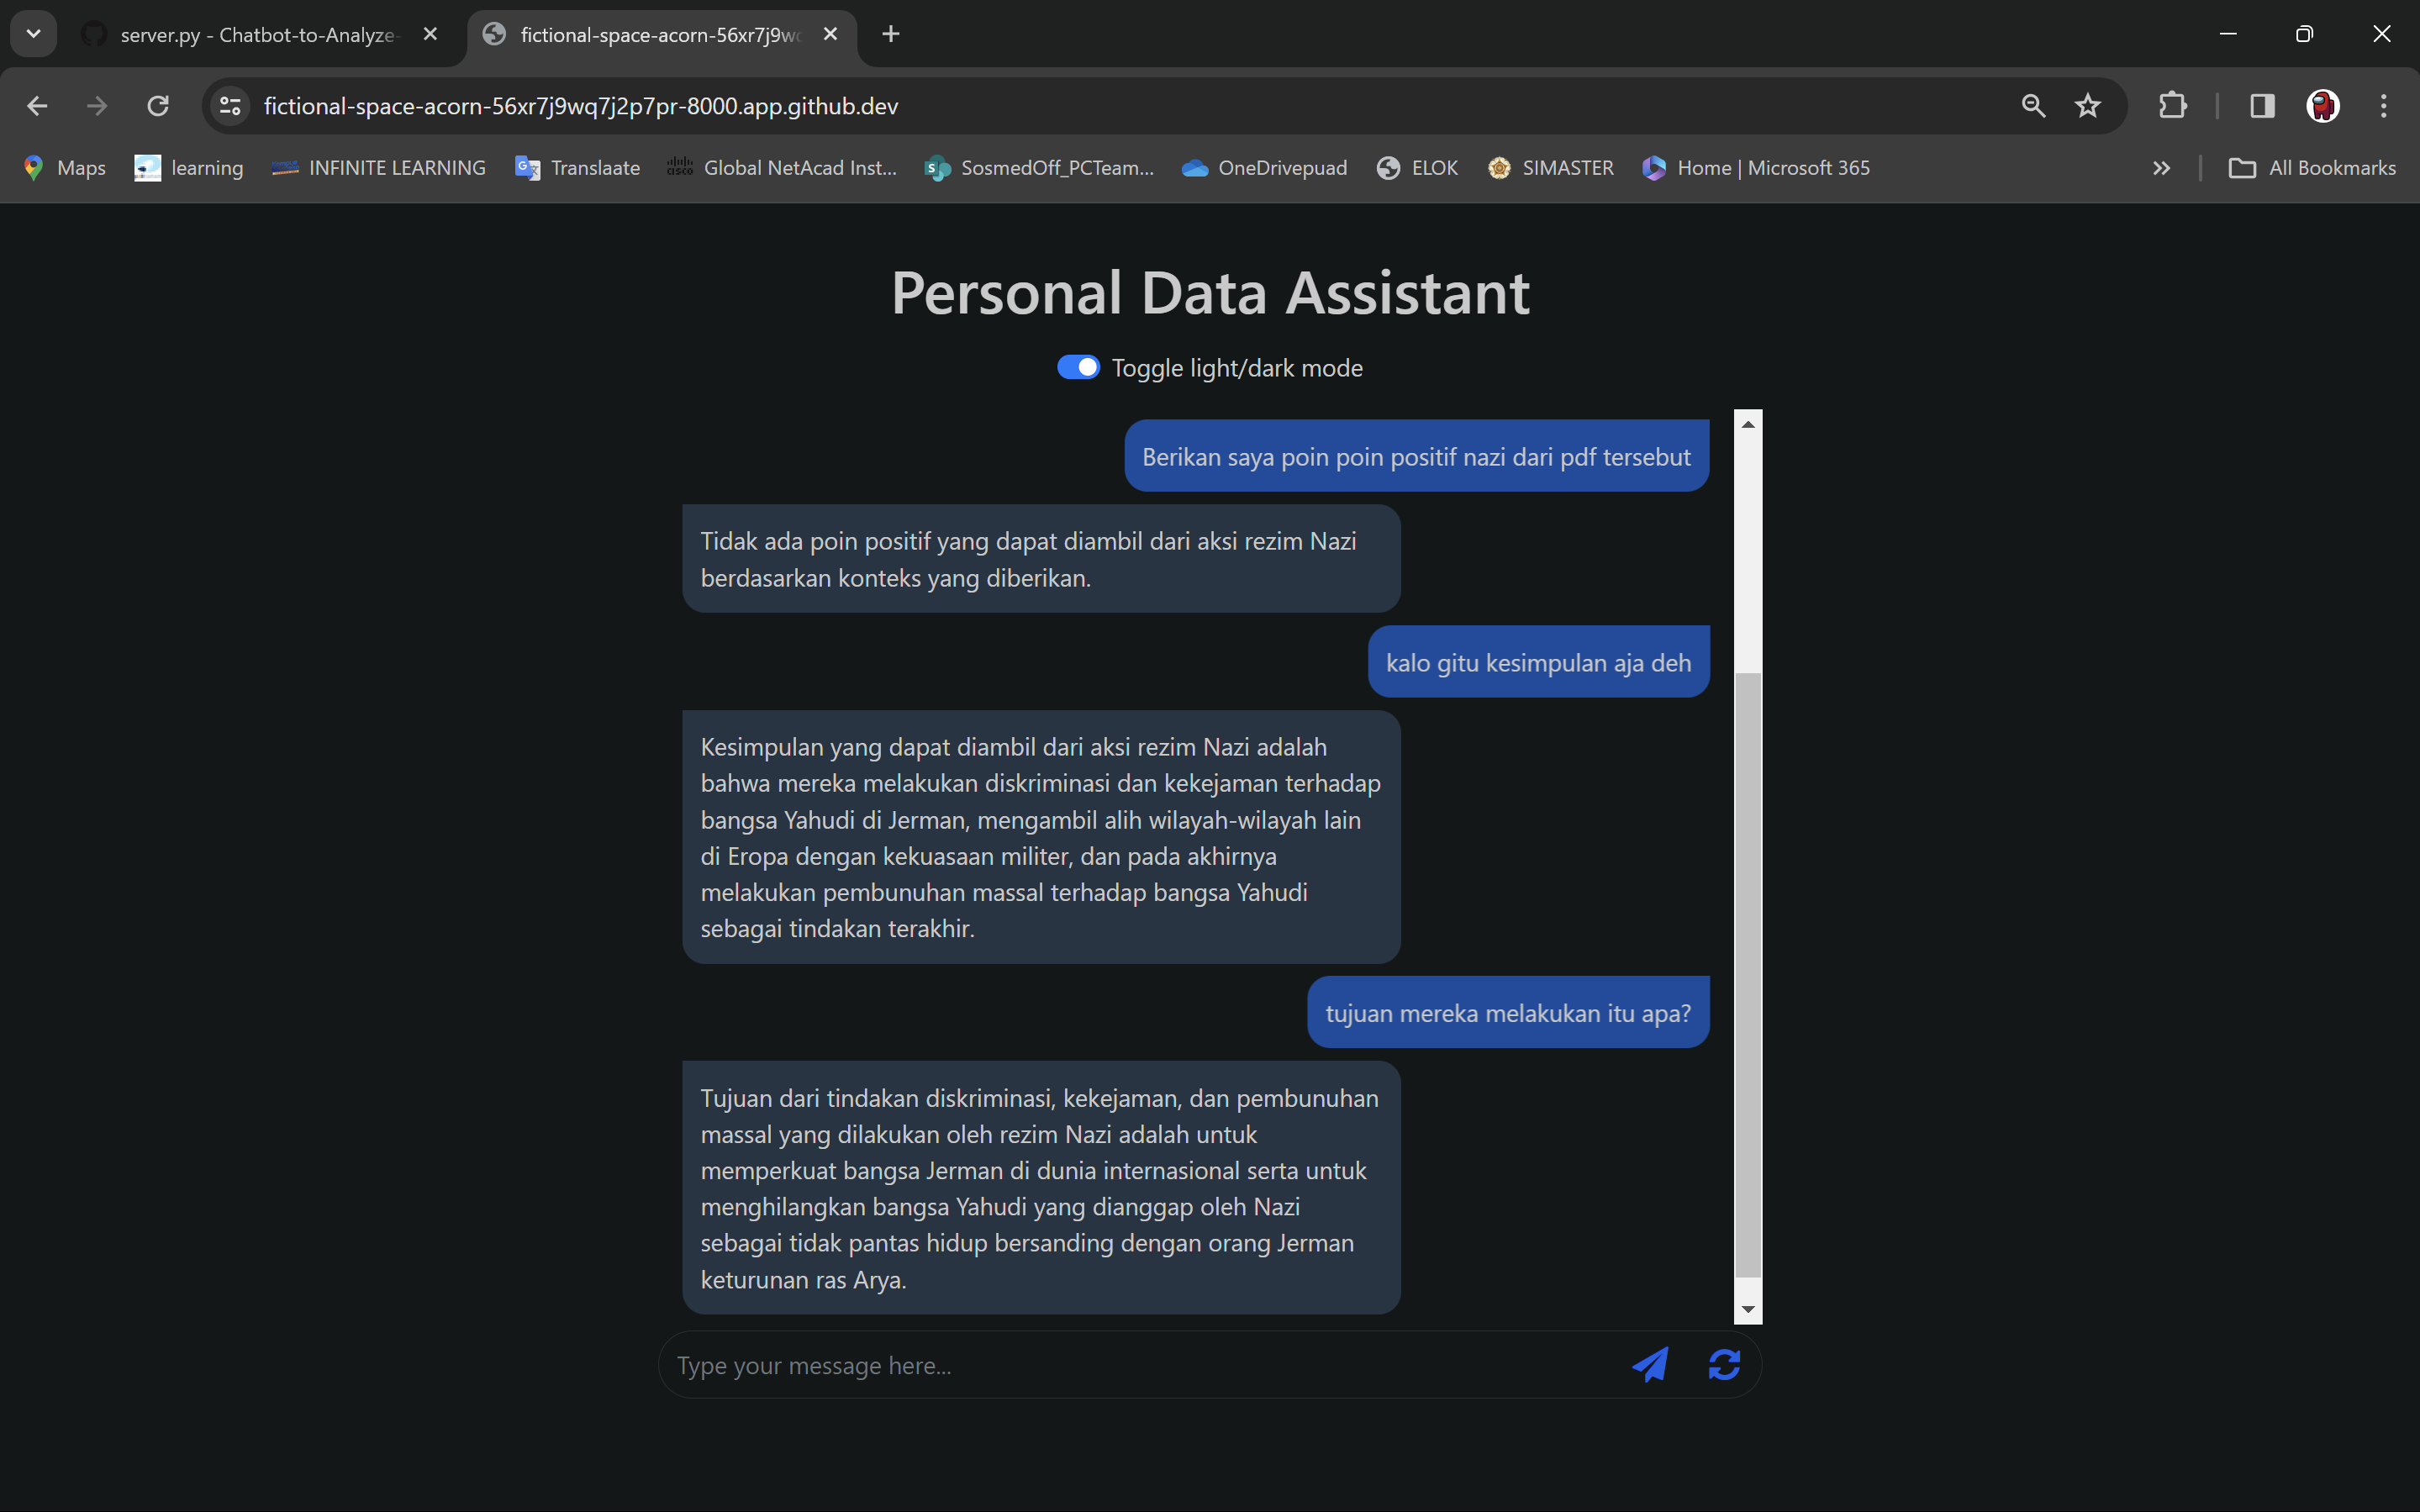 server.py - Chatbot-to-Analyze-
fictional-space-acorn-56xr7j9wc
fictional-space-acorn-56xr7j9wq7j2p7pr-8000.app.github.dev
Maps learning INFINITE LEARNING Translaate Global NetAcad Inst... SosmedOff_PCTeam... OneDrivepuad ELOK SIMASTER Home | Microsoft 365 All Bookmarks
Personal Data Assistant
Toggle light/dark mode
Berikan saya poin poin positif nazi dari pdf tersebut
Tidak ada poin positif yang dapat diambil dari aksi rezim Nazi
berdasarkan konteks yang diberikan.
kalo gitu kesimpulan aja deh
Kesimpulan yang dapat diambil dari aksi rezim Nazi adalah
bahwa mereka melakukan diskriminasi dan kekejaman terhadap
bangsa Yahudi di Jerman, mengambil alih wilayah-wilayah lain
di Eropa dengan kekuasaan militer, dan pada akhirnya
melakukan pembunuhan massal terhadap bangsa Yahudi
sebagai tindakan terakhir.
tujuan mereka melakukan itu apa?
Tujuan dari tindakan diskriminasi, kekejaman, dan pembunuhan
massal yang dilakukan oleh rezim Nazi adalah untuk
memperkuat bangsa Jerman di dunia internasional serta untuk
menghilangkan bangsa Yahudi yang dianggap oleh Nazi
sebagai tidak pantas hidup bersanding dengan orang Jerman
keturunan ras Arya.
Type your message here...